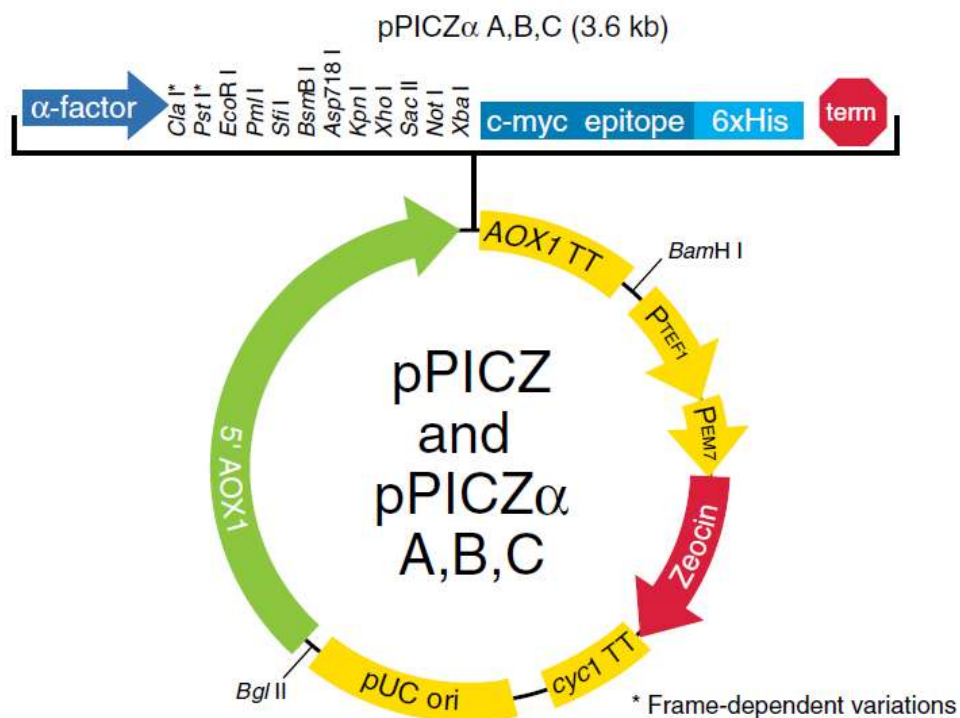 pPICZα A,B,C (3.6 kb)
α-factor
Cla I*
Pst I*
EcoR I
Pml I
Sfi I
BsmB I
Asp718 I
Kpn I
Xho I
Sac II
Not I
Xba I
c-myc epitope
6xHis
term
AOX1 TT
BamH I
PTEF1
PEM7
Zeocin
cyc1 TT
pUC ori
Bgl II
5' AOX1
pPICZ
and
pPICZα
A,B,C
* Frame-dependent variations